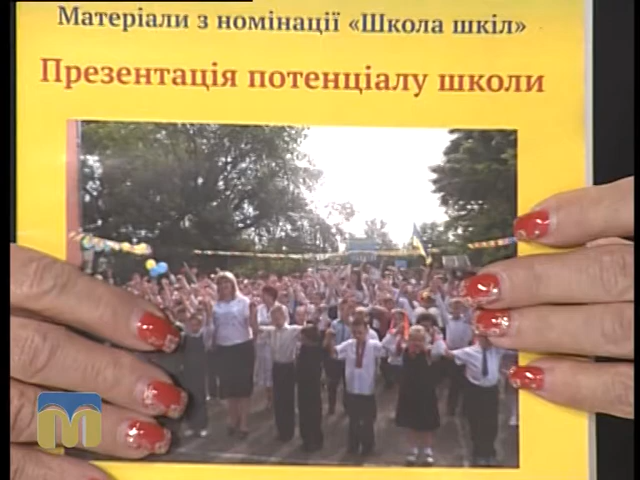 Матеріали з номінації «Школа шкіл»
Презентація потенціалу школи
М